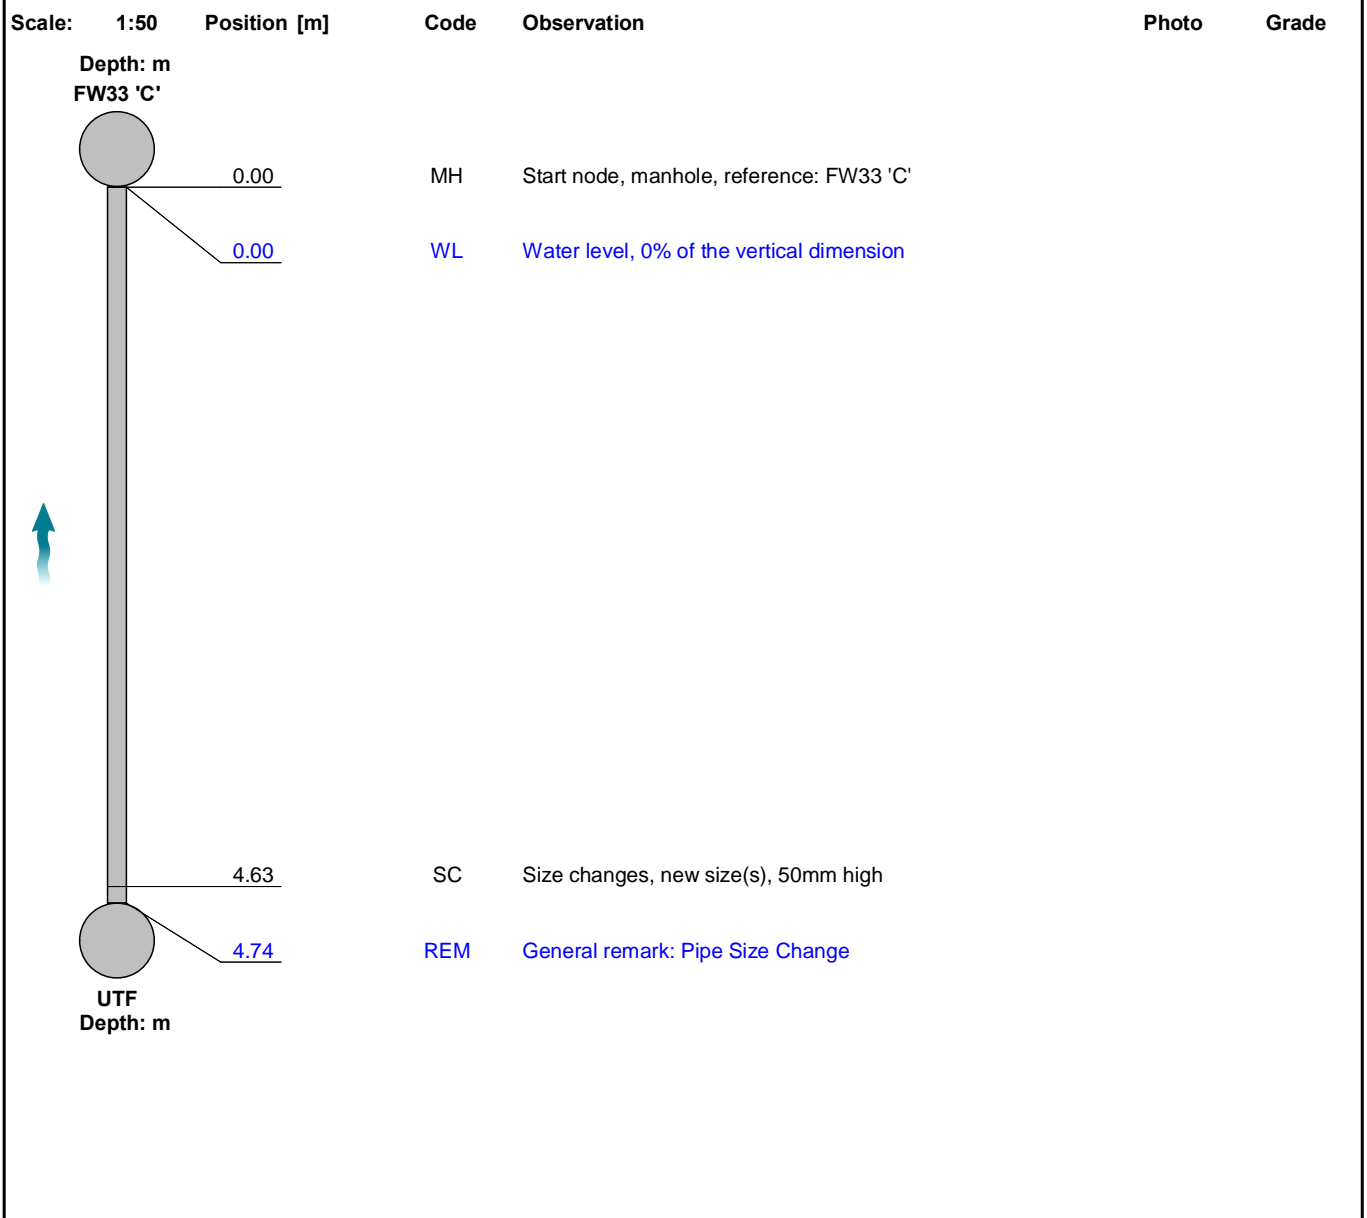 Scale: 1:50 Position [m] Code Observation Photo Grade
Depth: m
FW33 'C'
0.00 MH Start node, manhole, reference: FW33 'C'
0.00 WL Water level, 0% of the vertical dimension
4.63 SC Size changes, new size(s), 50mm high
4.74 REM General remark: Pipe Size Change
UTF
Depth: m